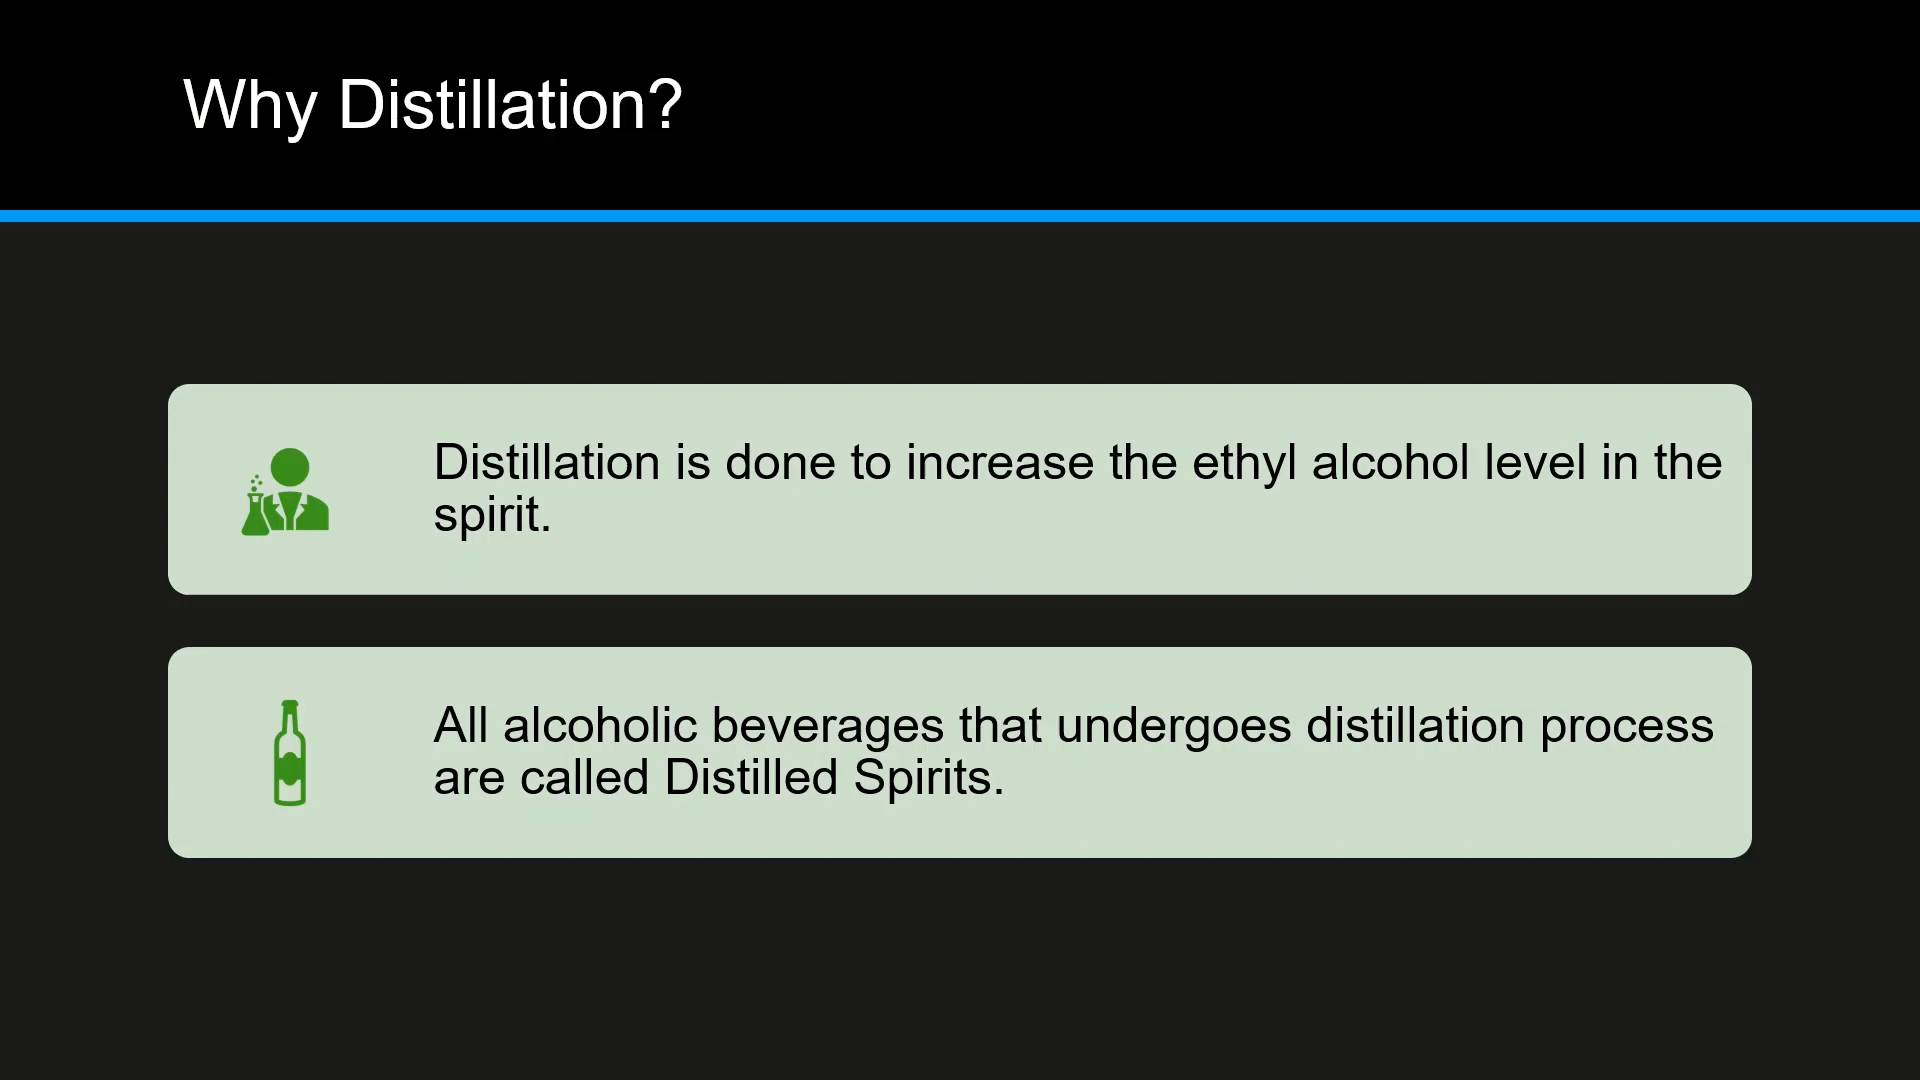 Why Distillation?
Distillation is done to increase the ethyl alcohol level in the
spirit.
All alcoholic beverages that undergoes distillation process
are called Distilled Spirits.